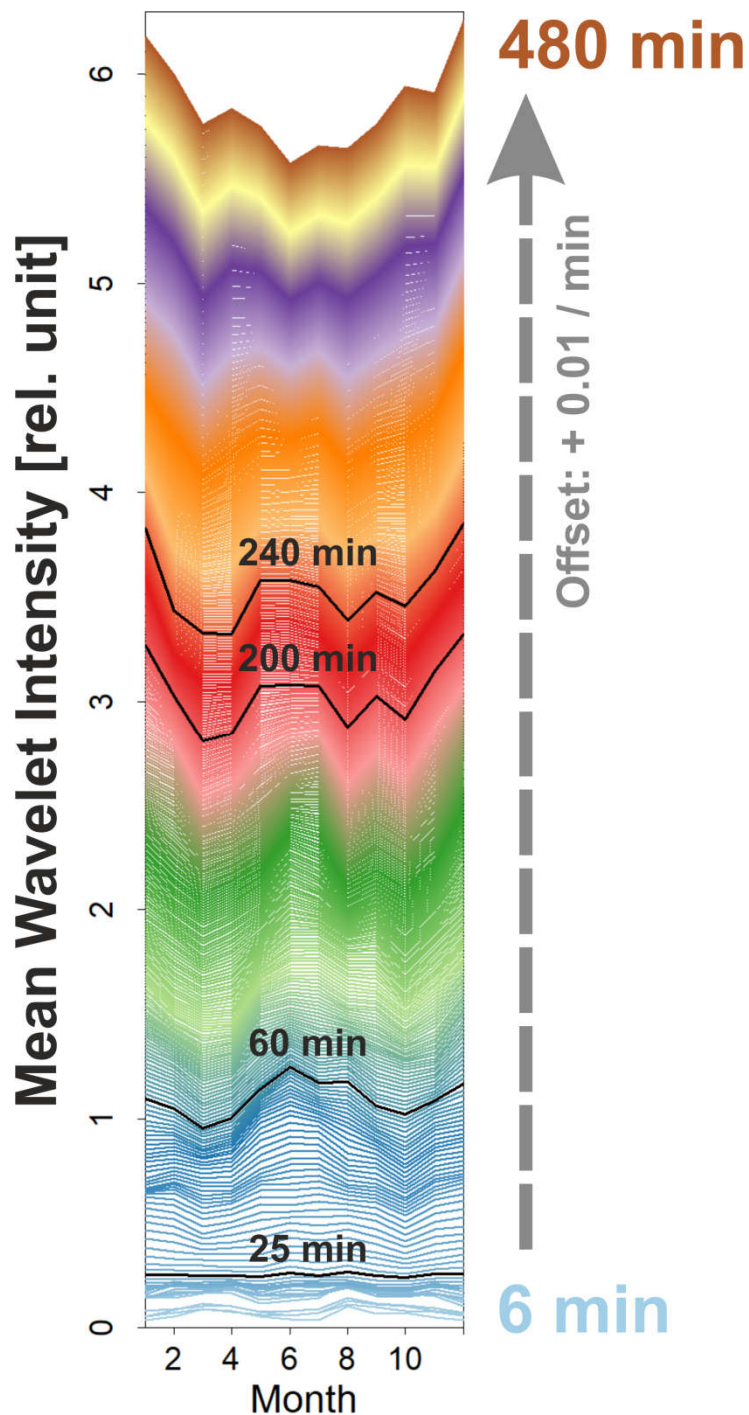 480 min
6
5
4
3
2
1
0
Mean Wavelet Intensity [rel. unit]
240 min
200 min
60 min
25 min
Offset: + 0.01 / min
6 min
2 4 6 8 10
Month